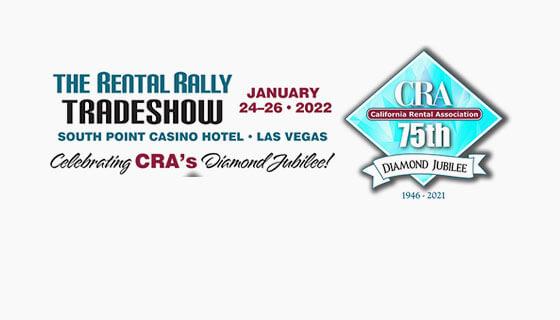 THE RENTAL RALLY
TRADESHOW
JANUARY
24–26 • 2022
SOUTH POINT CASINO HOTEL • LAS VEGAS
Celebrating CRA's Diamond Jubilee!
CRA
California Rental Association
75th
DIAMOND JUBILEE
1946 - 2021